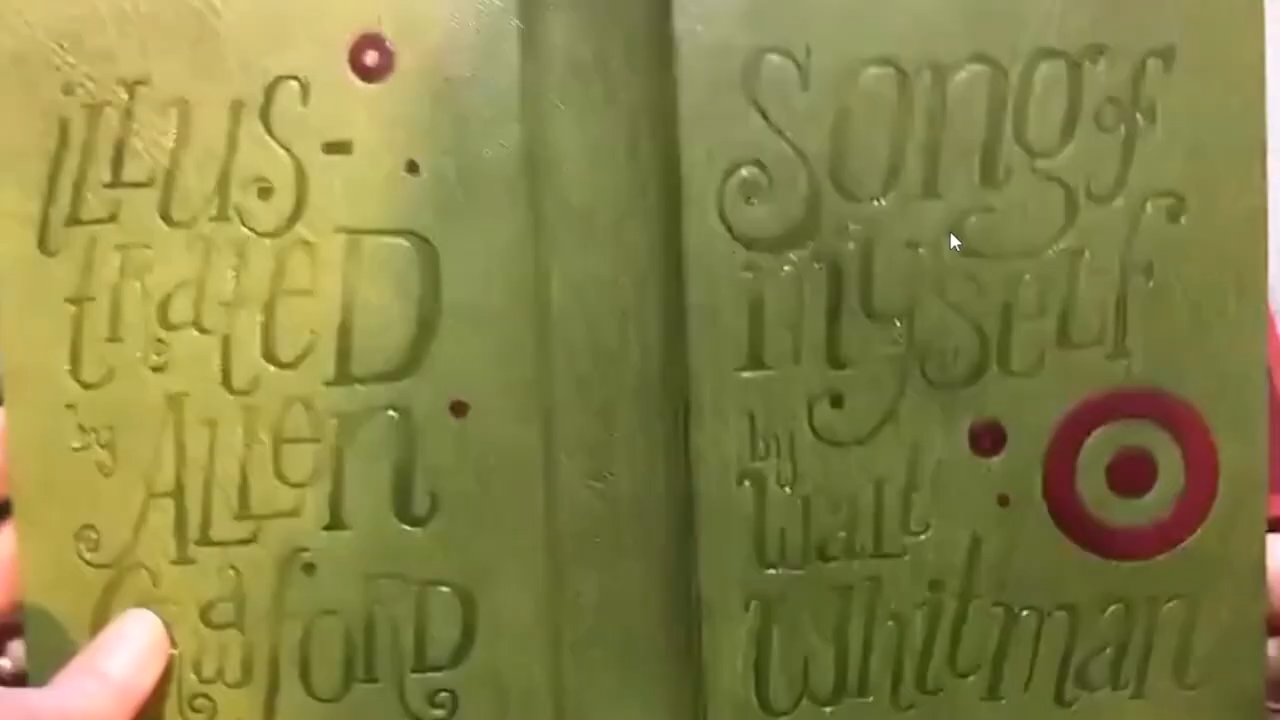 iLLUS-
tRateD
by ALLen
CRawfoRD
Song of
myself
by
WaLt
Whitman